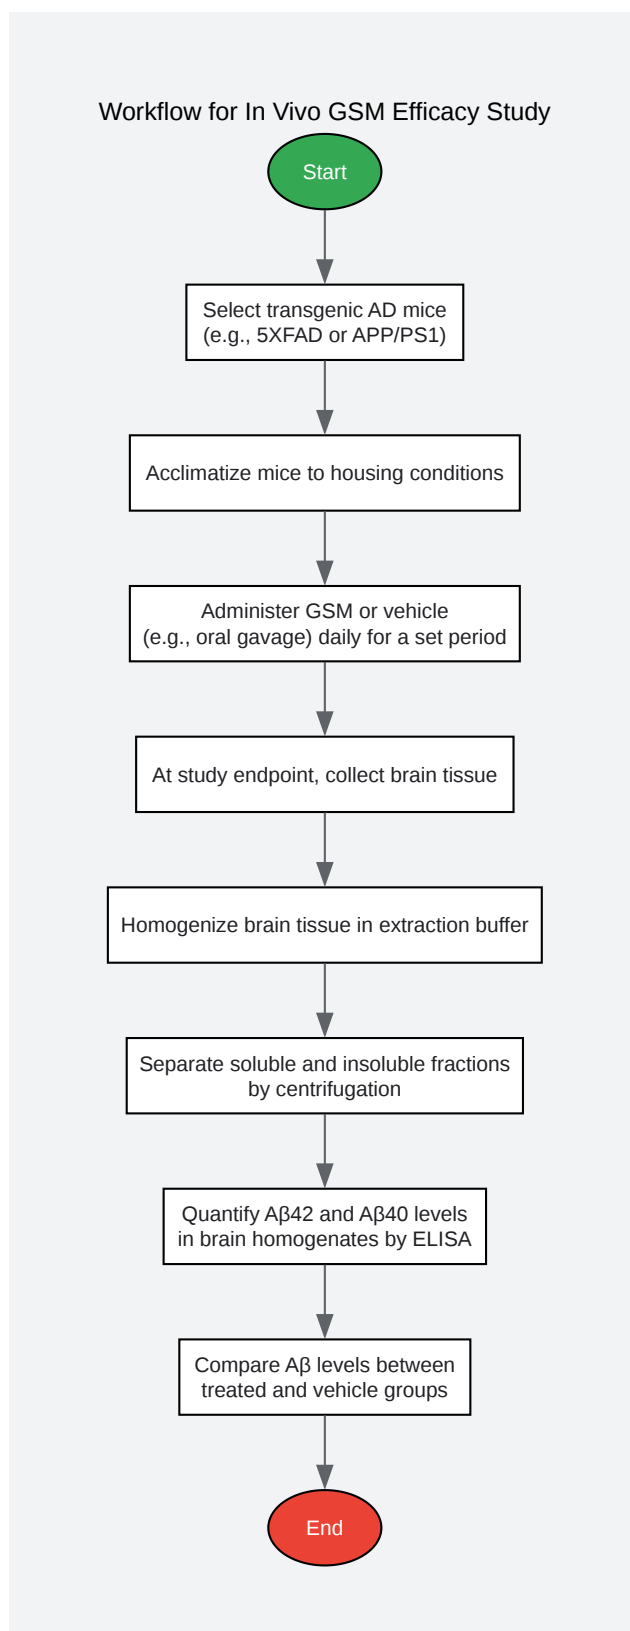 Workflow for In Vivo GSM Efficacy Study
Start
Select transgenic AD mice
(e.g., 5XFAD or APP/PS1)
Acclimatize mice to housing conditions
Administer GSM or vehicle
(e.g., oral gavage) daily for a set period
At study endpoint, collect brain tissue
Homogenize brain tissue in extraction buffer
Separate soluble and insoluble fractions
by centrifugation
Quantify Aβ42 and Aβ40 levels
in brain homogenates by ELISA
Compare Aβ levels between
treated and vehicle groups
End